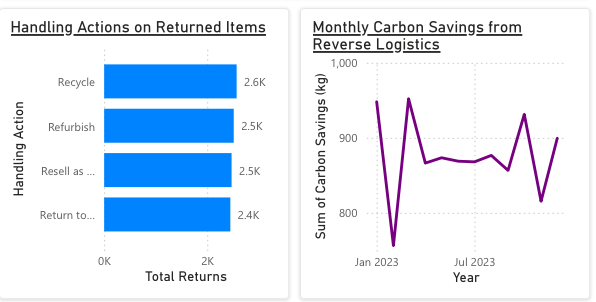 Handling Actions on Returned Items
Handling Action
Recycle
2.6K
Refurbish
2.5K
Resell as ...
2.5K
Return to...
2.4K
0K
2K
Total Returns
Monthly Carbon Savings from
Reverse Logistics
Sum of Carbon Savings (kg)
1,000
900
800
Jan 2023
Jul 2023
Year